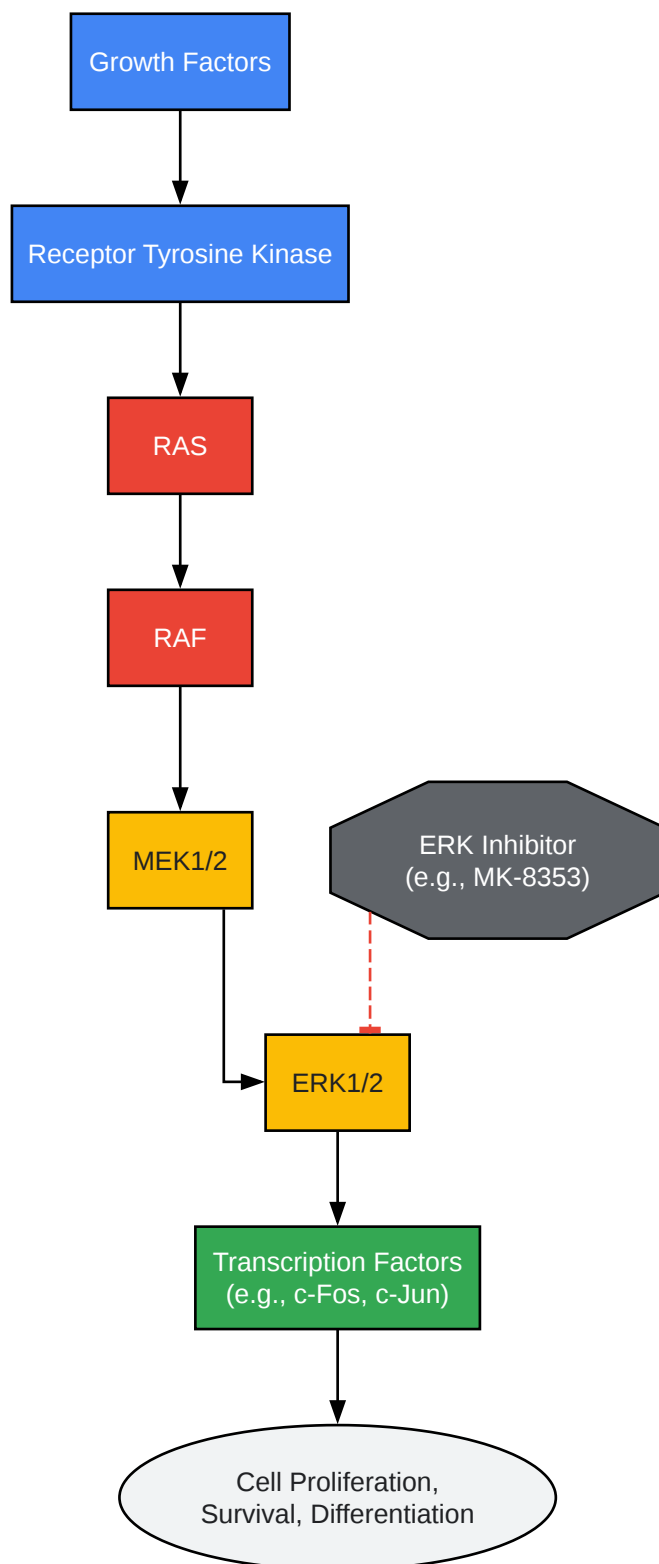 Growth Factors
Receptor Tyrosine Kinase
RAS
RAF
MEK1/2
ERK Inhibitor
(e.g., MK-8353)
ERK1/2
Transcription Factors
(e.g., c-Fos, c-Jun)
Cell Proliferation,
Survival, Differentiation